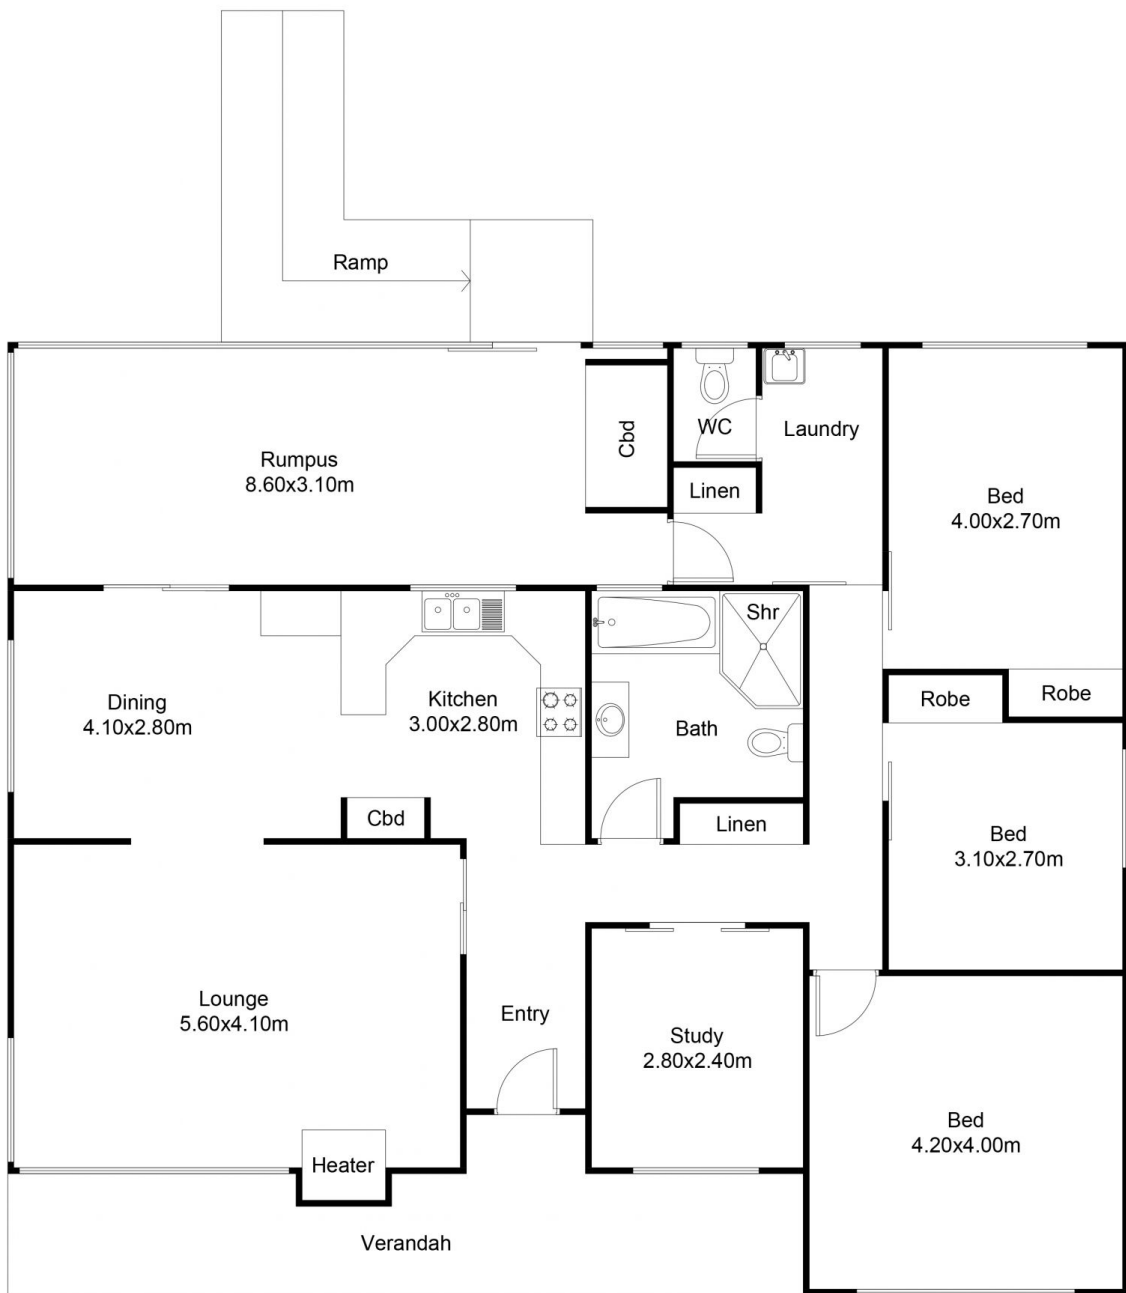 Ramp
Rumpus
8.60x3.10m
Cbd
WC
Laundry
Linen
Bed
4.00x2.70m
Dining
4.10x2.80m
Kitchen
3.00x2.80m
Shr
Bath
Robe
Robe
Cbd
Linen
Bed
3.10x2.70m
Lounge
5.60x4.10m
Entry
Study
2.80x2.40m
Bed
4.20x4.00m
Heater
Verandah